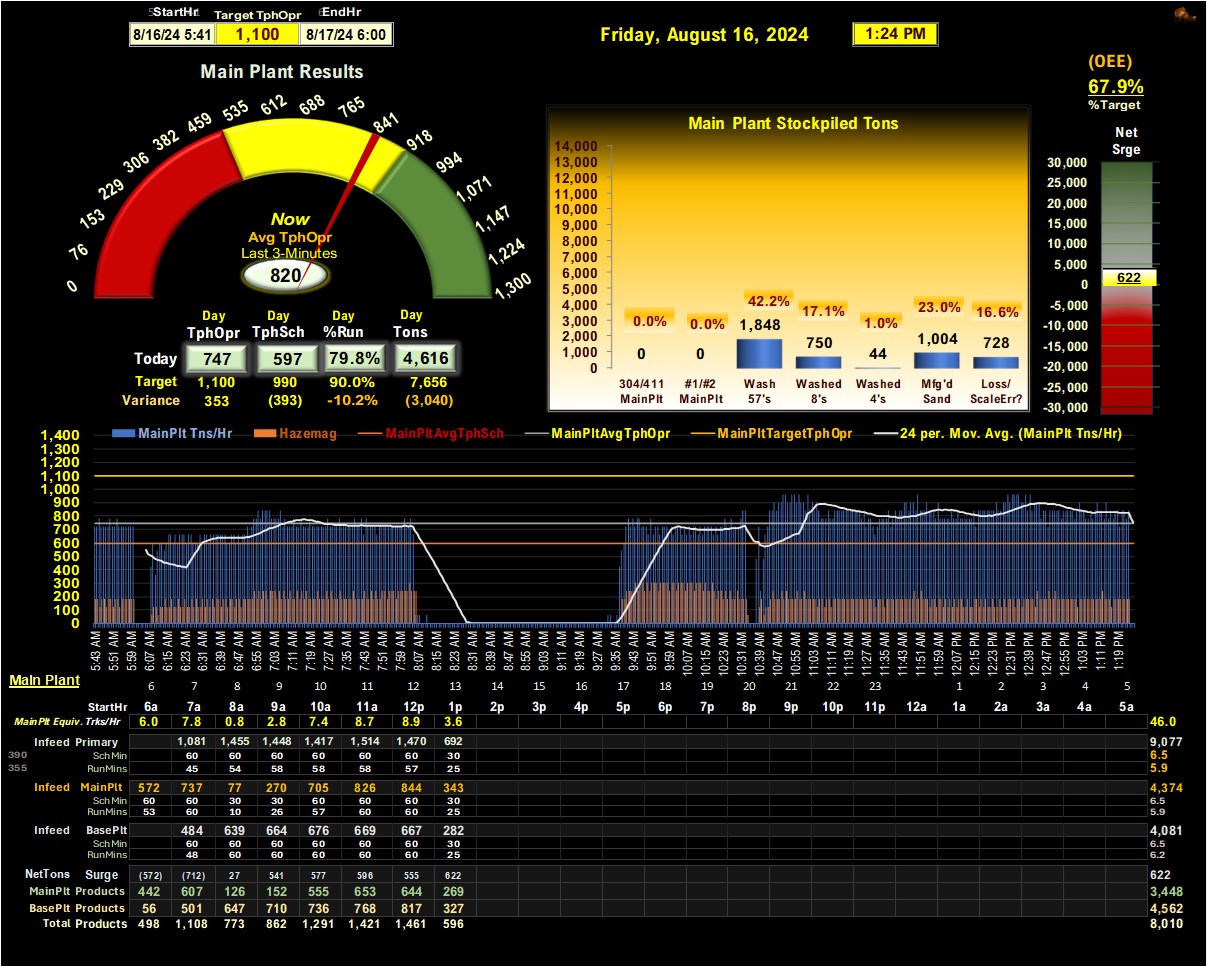 StartHr Target TphOpr EndHr
8/16/24 5:41 1,100 8/17/24 6:00
Friday, August 16, 2024 1:24 PM
(OEE)
67.9%
%Target
Main Plant Results
0 76 153 229 306 382 459 535 612 688 765 841 918 994 1,071 1,147 1,224 1,300
Now
Avg TphOpr
Last 3-Minutes
820
Day Day Day Day
TphOpr TphSch %Run Tons
Today 747 597 79.8% 4,616
Target 1,100 990 90.0% 7,656
Variance 353 (393) -10.2% (3,040)
Main Plant Stockpiled Tons
14,000
13,000
12,000
11,000
10,000
9,000
8,000
7,000
6,000
5,000
4,000
3,000
2,000
1,000
0
0.0% 0.0% 42.2% 17.1% 1.0% 23.0% 16.6%
0 0 1,848 750 44 1,004 728
304/411 #1/#2 Wash Washed Washed Mfg'd Loss/
MainPlt MainPlt 57's 8's 4's Sand ScaleErr?
Net
Srge
30,000
25,000
20,000
15,000
10,000
5,000
0
-5,000
-10,000
-15,000
-20,000
-25,000
-30,000
622
MainPlt Tns/Hr Hazemag MainPltAvgTphSch MainPltAvgTphOpr MainPltTargetTphOpr 24 per. Mov. Avg. (MainPlt Tns/Hr)
1,400
1,300
1,200
1,100
1,000
900
800
700
600
500
400
300
200
100
0
5:43 AM 5:51 AM 5:59 AM 6:07 AM 6:15 AM 6:23 AM 6:31 AM 6:39 AM 6:47 AM 6:55 AM 7:03 AM 7:11 AM 7:19 AM 7:27 AM 7:35 AM 7:43 AM 7:51 AM 7:59 AM 8:07 AM 8:15 AM 8:23 AM 8:31 AM 8:39 AM 8:47 AM 8:55 AM 9:03 AM 9:11 AM 9:19 AM 9:27 AM 9:35 AM 9:43 AM 9:51 AM 9:59 AM 10:07 AM 10:15 AM 10:23 AM 10:31 AM 10:39 AM 10:47 AM 10:55 AM 11:03 AM 11:11 AM 11:19 AM 11:27 AM 11:35 AM 11:43 AM 11:51 AM 11:59 AM 12:07 PM 12:15 PM 12:23 PM 12:31 PM 12:39 PM 12:47 PM 12:55 PM 1:03 PM 1:11 PM 1:19 PM
Main Plant 6 7 8 9 10 11 12 13 14 15 16 17 18 19 20 21 22 23 1 2 3 4 5
StartHr 6a 7a 8a 9a 10a 11a 12p 1p 2p 3p 4p 5p 6p 7p 8p 9p 10p 11p 12a 1a 2a 3a 4a 5a
MainPlt Equiv. Trks/Hr 6.0 7.8 0.8 2.8 7.4 8.7 8.9 3.6 46.0
Infeed Primary 1,081 1,455 1,448 1,417 1,514 1,470 692 9,077
390 Sch Min 60 60 60 60 60 60 30 6.5
355 RunMins 45 54 58 58 58 57 25 5.9
Infeed MainPlt 572 737 77 270 705 826 844 343 4,374
Sch Min 60 60 30 30 60 60 60 30 6.5
RunMins 53 60 10 26 57 60 60 25 5.9
Infeed BasePlt 484 639 664 676 669 667 282 4,081
Sch Min 60 60 60 60 60 60 30 6.5
RunMins 48 60 60 60 60 60 25 6.2
NetTons Surge (572) (712) 27 541 577 596 555 622 622
MainPlt Products 442 607 126 152 555 653 644 269 3,448
BasePlt Products 56 501 647 710 736 768 817 327 4,562
Total Products 498 1,108 773 862 1,291 1,421 1,461 596 8,010